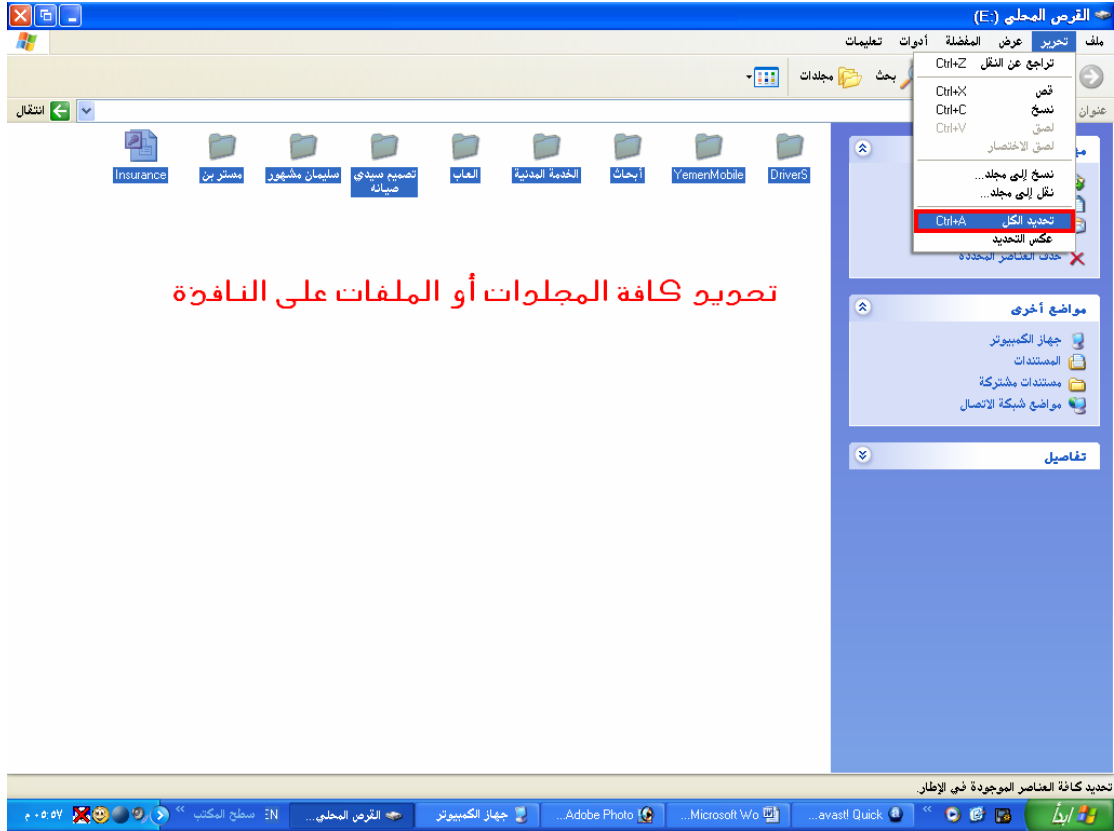 القرص المحلي (E:)
ملف تحرير عرض المفضلة أدوات تعليمات
بحث مجلدات
عنوان انتقال
تراجع عن النقل Ctrl+Z
قص Ctrl+X
نسخ Ctrl+C
لصق Ctrl+V
لصق الاختصار
نسخ إلى مجلد...
نقل إلى مجلد...
تحديد الكل Ctrl+A
عكس التحديد
حذف العناصر المحددة
DriverS YemenMobile أبحاث الخدمة المدنية العاب تصميم سيدي سليمان مشهور مستر بن Insurance
صيانه
تحديد كافة المجلدات أو الملفات على النافذة
مواضع أخرى
جهاز الكمبيوتر
المستندات
مستندات مشتركة
مواضع شبكة الاتصال
تفاصيل
تحديد كافة العناصر الموجودة في الإطار.
ابدأ avast! Quick... Microsoft Wo... Adobe Photo... جهاز الكمبيوتر القرص المحلي... EN سطح المكتب ٠٥:٥٧ م